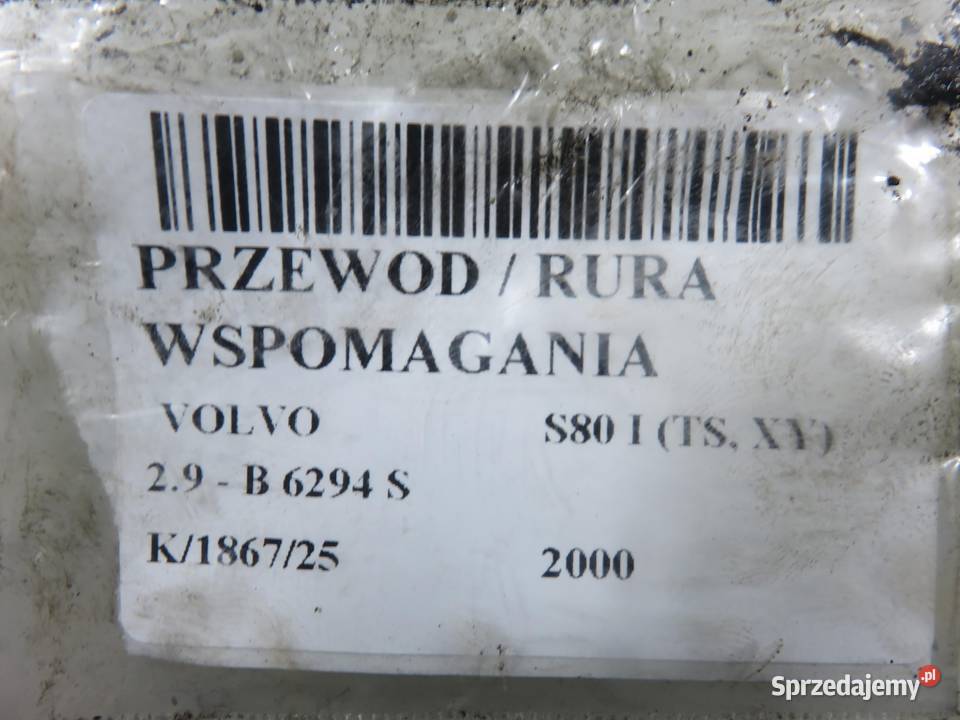 PRZEWOD / RURA
WSPOMAGANIA
VOLVO S80 I (TS, XY)
2.9 - B 6294 S
K/1867/25 2000
Sprzedajemy.pl